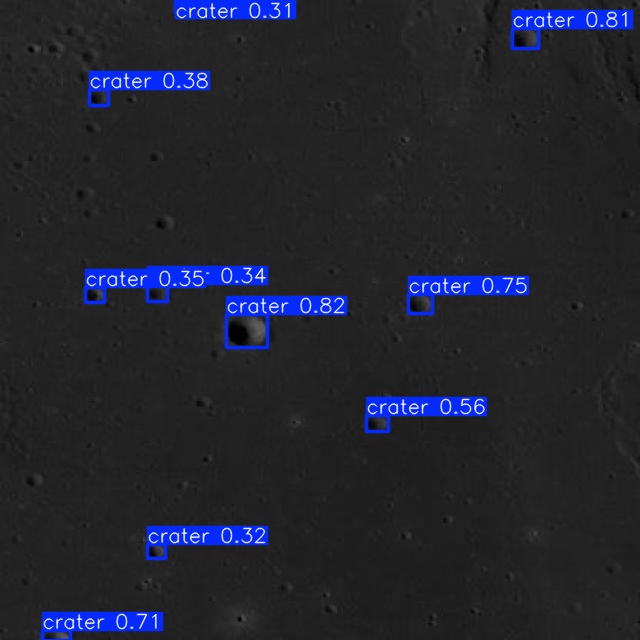 crater 0.31
crater 0.81
crater 0.38
crater 0.35
0.34
crater 0.75
crater 0.82
crater 0.56
crater 0.32
crater 0.71